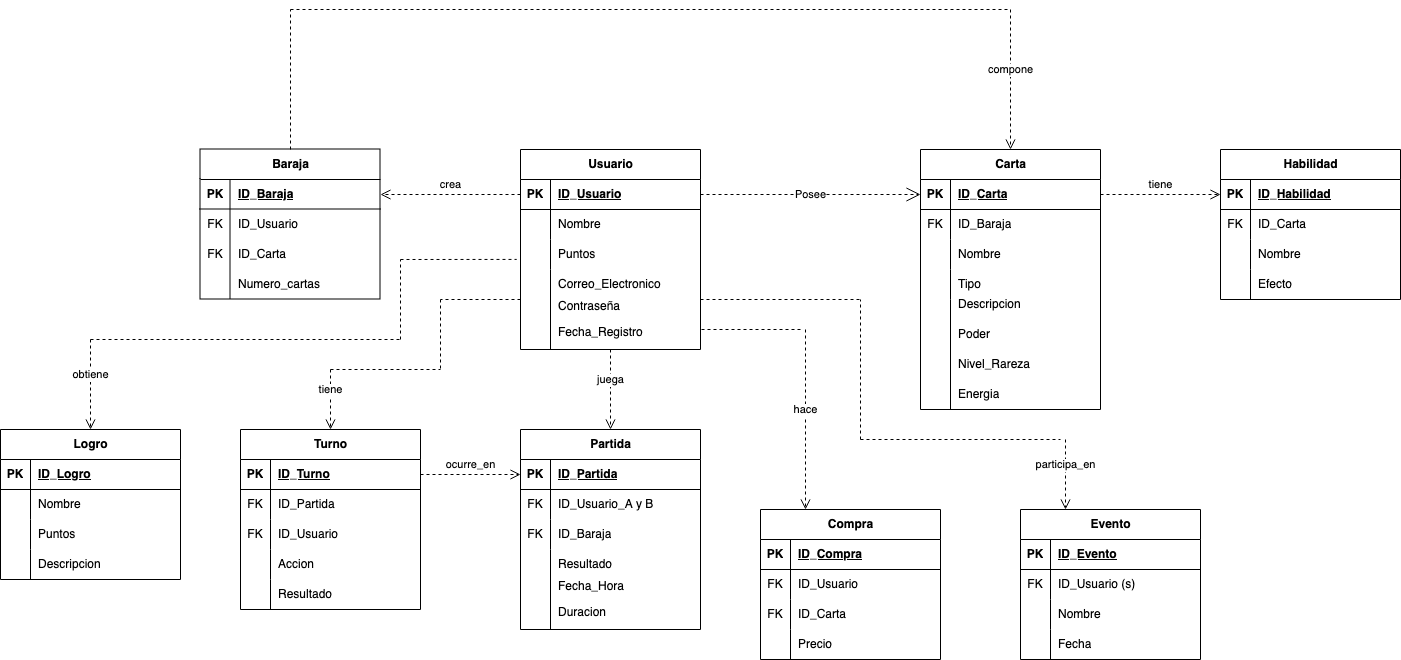 compone
Baraja
PK ID_Baraja
FK ID_Usuario
FK ID_Carta
Numero_cartas
crea
Usuario
PK ID_Usuario
Nombre
Puntos
Correo_Electronico
Contraseña
Fecha_Registro
Posee
Carta
PK ID_Carta
FK ID_Baraja
Nombre
Tipo
Descripcion
Poder
Nivel_Rareza
Energia
tiene
Habilidad
PK ID_Habilidad
FK ID_Carta
Nombre
Efecto
obtiene
tiene
juega
hace
participa_en
Logro
PK ID_Logro
Nombre
Puntos
Descripcion
Turno
PK ID_Turno
FK ID_Partida
FK ID_Usuario
Accion
Resultado
ocurre_en
Partida
PK ID_Partida
FK ID_Usuario_A y B
FK ID_Baraja
Resultado
Fecha_Hora
Duracion
Compra
PK ID_Compra
FK ID_Usuario
FK ID_Carta
Precio
Evento
PK ID_Evento
FK ID_Usuario (s)
Nombre
Fecha